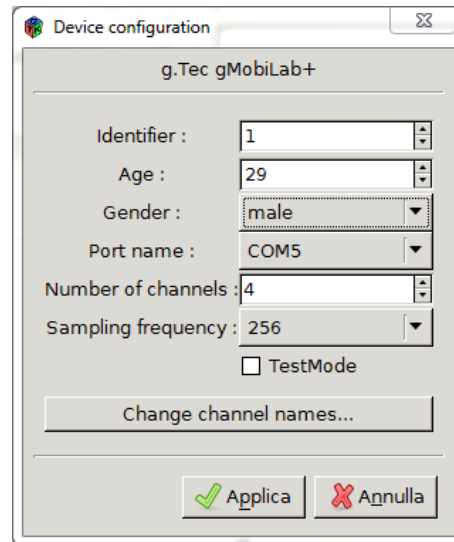 Device configuration
g.Tec gMobiLab+
Identifier : 1
Age : 29
Gender : male
Port name : COM5
Number of channels : 4
Sampling frequency : 256
TestMode
Change channel names...
Applica Annulla